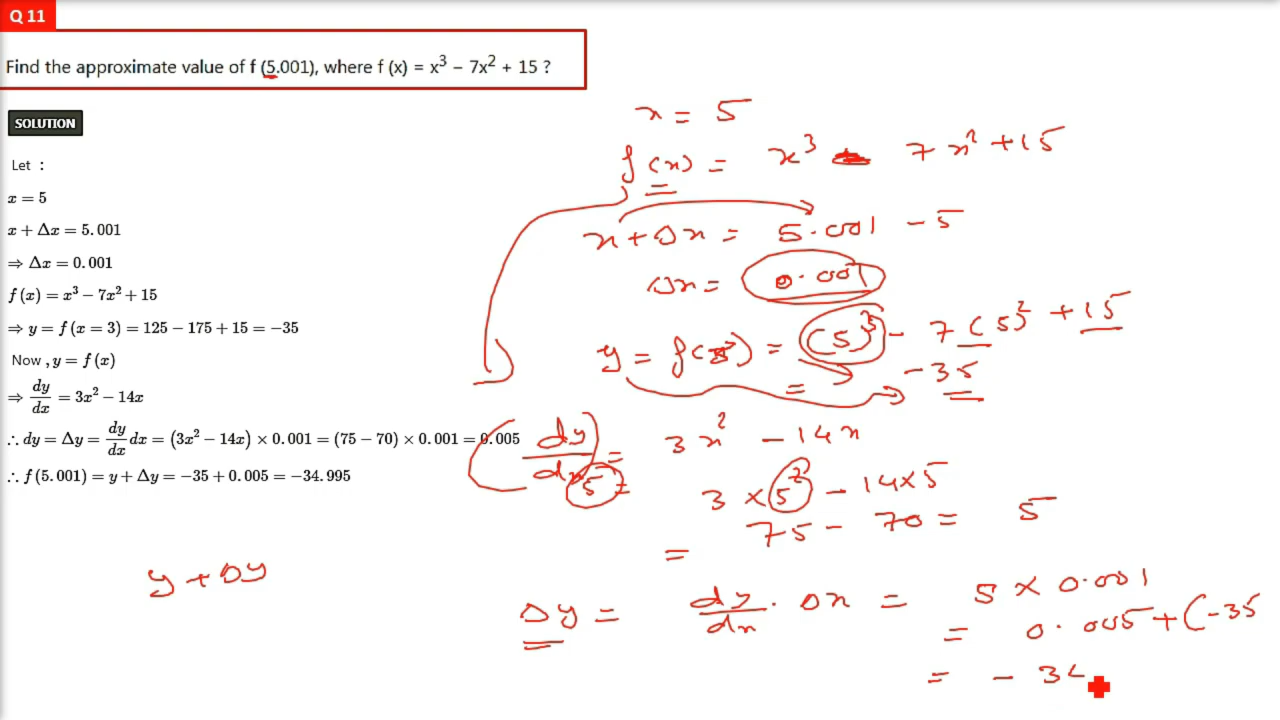 Q 11
Find the approximate value of f (5.001), where f (x) = x³ − 7x² + 15 ?
SOLUTION
Let :
x = 5
x + Δx = 5.001
⇒ Δx = 0.001
f (x) = x³ − 7x² + 15
⇒ y = f (x = 3) = 125 − 175 + 15 = −35
Now , y = f(x)
⇒ dy/dx = 3x² − 14x
∴ dy = Δy = dy/dx dx = (3x² − 14x) × 0.001 = (75 − 70) × 0.001 = 0.005
∴ f (5.001) = y + Δy = −35 + 0.005 = −34.995
y + Δy
x = 5
f(x) = x³ - 7x² + 15
x + Δx = 5.001 - 5
Δx = 0.001
y = f(5) = (5)³ - 7(5)² + 15
= -35
dy/dx = 3x² - 14x
5 = 3 × 5² - 14×5
= 75 - 70 = 5
Δy = dy/dx . Δx = 5 × 0.001
= 0.005 + (-35
= - 34